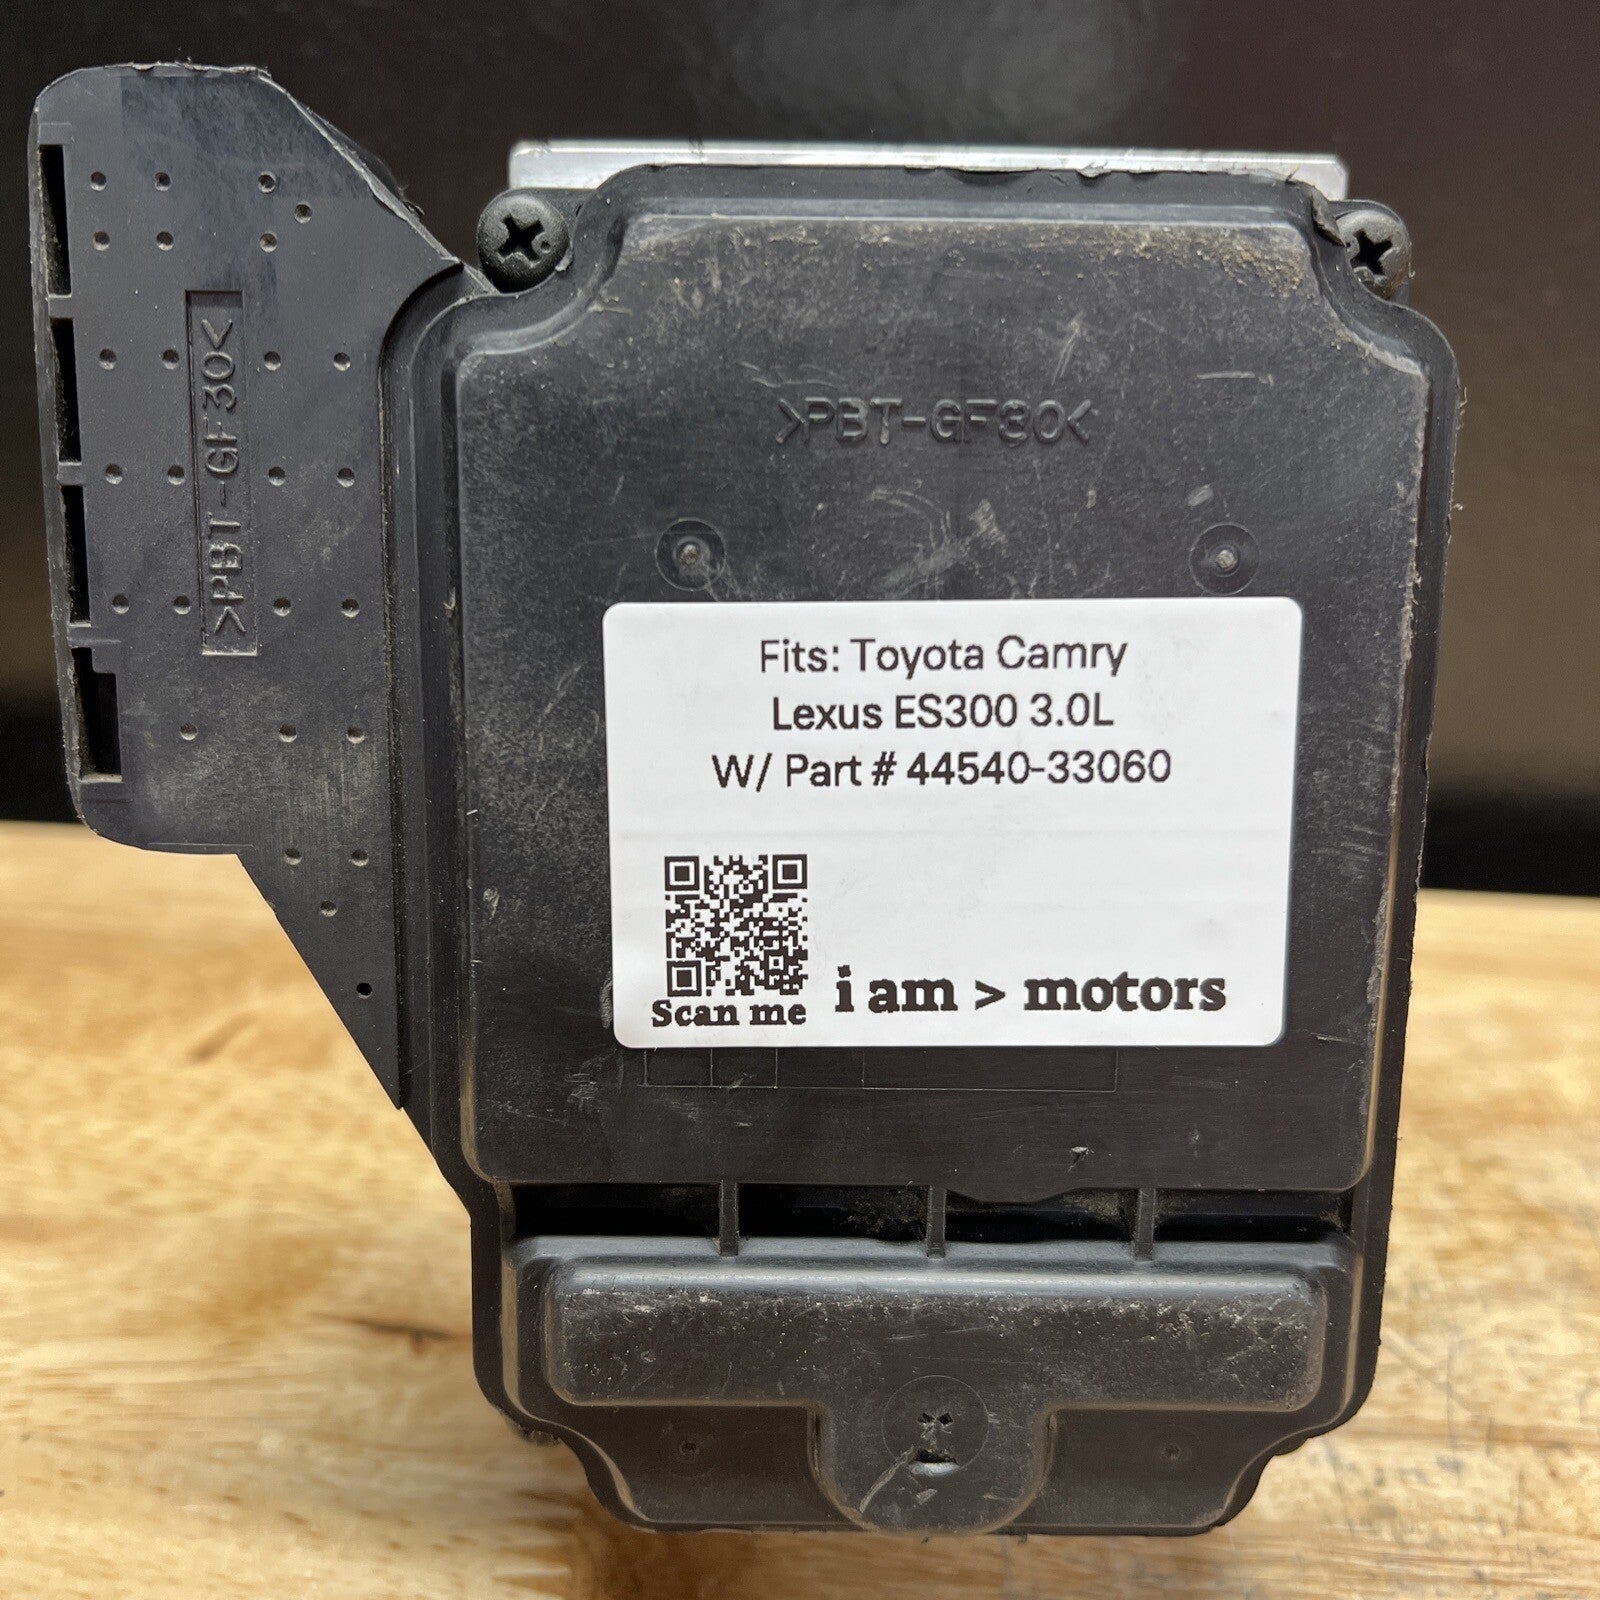 >PBT-GF30<
>PBT-GF30<
Fits: Toyota Camry
Lexus ES300 3.0L
W/ Part # 44540-33060
Scan me
i am > motors